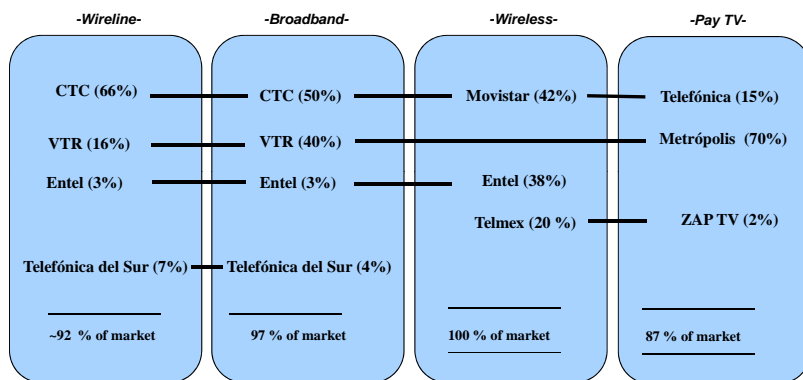 -Wireline-
CTC (66%)
VTR (16%)
Entel (3%)
Telefónica del Sur (7%)
~92 % of market
-Broadband-
CTC (50%)
VTR (40%)
Entel (3%)
Telefónica del Sur (4%)
97 % of market
-Wireless-
Movistar (42%)
Entel (38%)
Telmex (20 %)
100 % of market
-Pay TV-
Telefónica (15%)
Metrópolis (70%)
ZAP TV (2%)
87 % of market